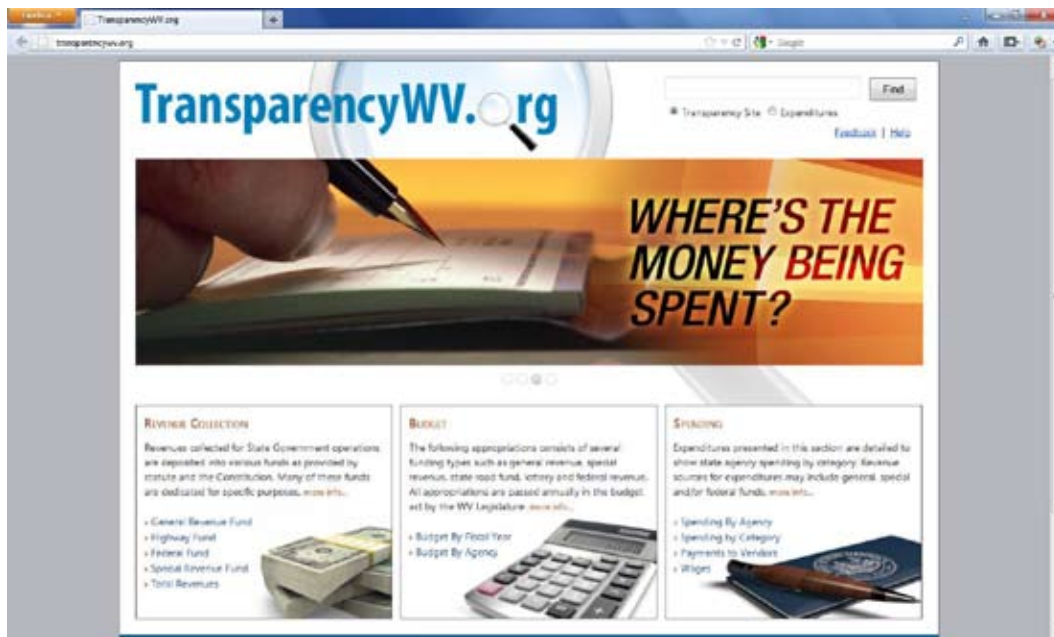 Firefox
TransparencyWV.org
transparencywv.org
Google
TransparencyWV.org
Find
Transparency Site Expenditures
Feedback | Help
WHERE'S THE
MONEY BEING
SPENT?
REVENUE COLLECTION
Revenues collected for State Government operations
are deposited into various funds as provided by
statute and the Constitution. Many of these funds
are dedicated for specific purposes. more info...
› General Revenue Fund
› Highway Fund
› Federal Fund
› Special Revenue Fund
› Total Revenues
BUDGET
The following appropriations consists of several
funding types such as general revenue, special
revenue, state road fund, lottery and federal revenue.
All appropriations are passed annually in the budget
act by the WV Legislature more info...
› Budget By Fiscal Year
› Budget By Agency
SPENDING
Expenditures presented in this section are detailed to
show state agency spending by category. Revenue
sources for expenditures may include general, special
and/or federal funds. more info...
› Spending By Agency
› Spending by Category
› Payments to Vendors
› Wages